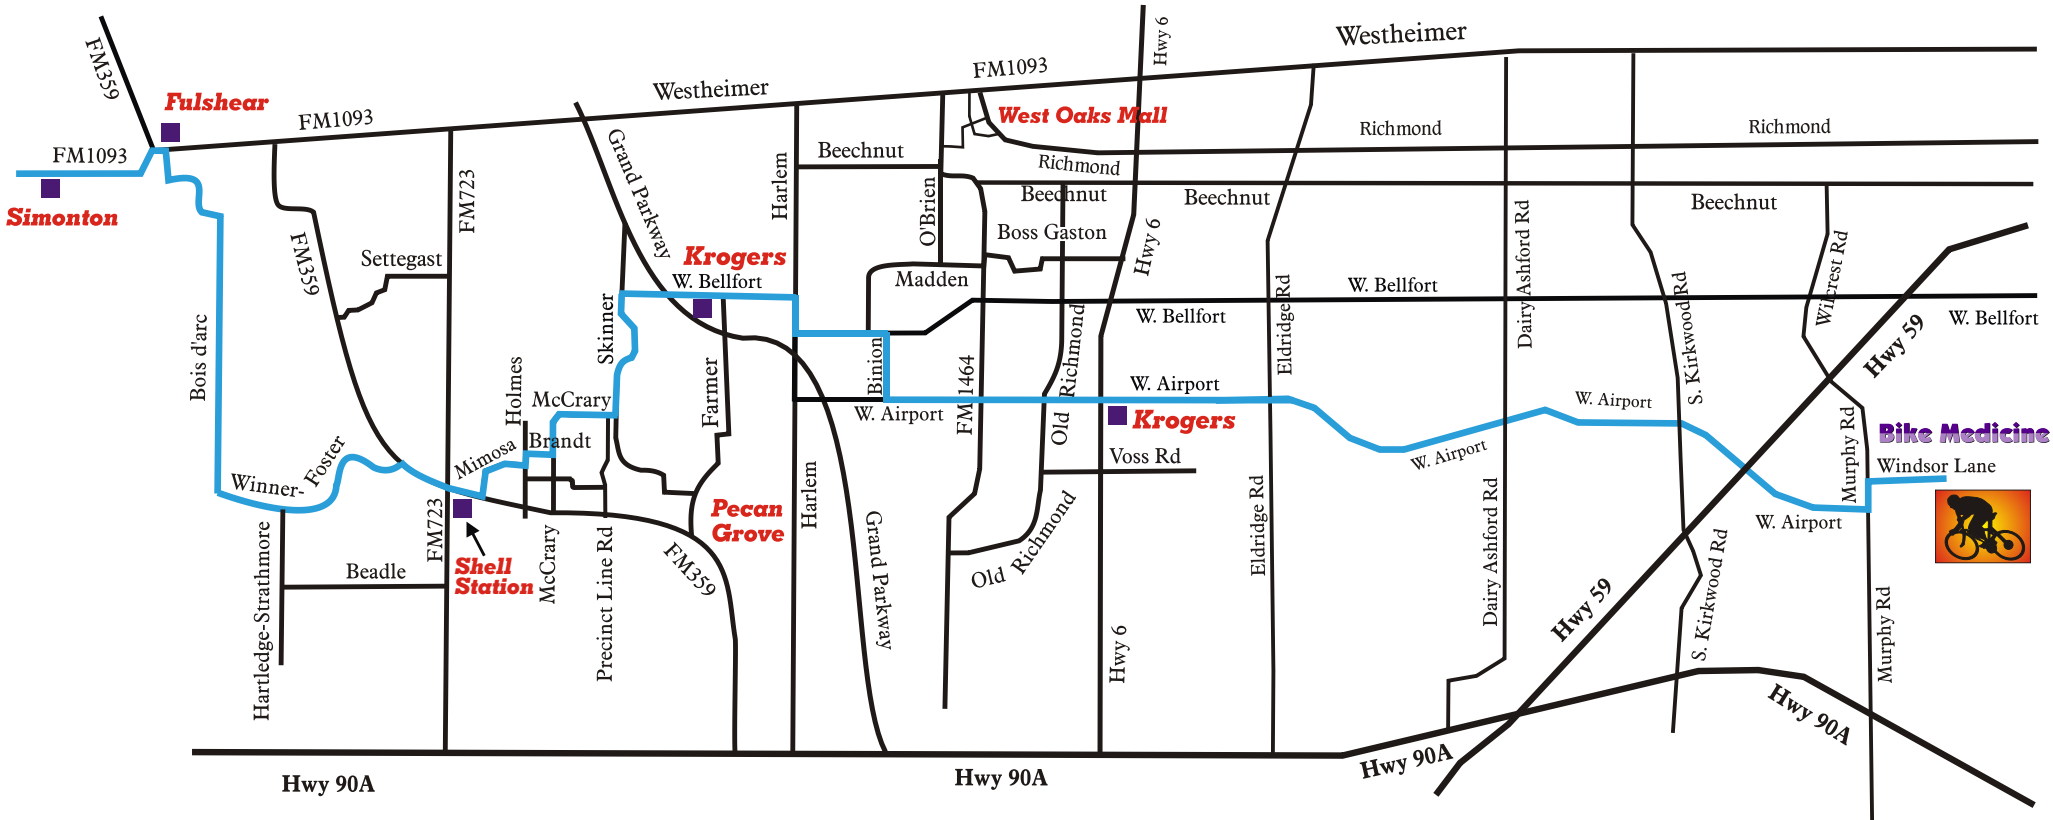 Hwy 6
Westheimer
FM359
FM1093
Westheimer
Fulshear
FM1093
West Oaks Mall
Richmond
Richmond
FM1093
Grand Parkway
Beechnut
Richmond
Harlem
FM723
Beechnut
Beechnut
Beechnut
O'Brien
Simonton
Boss Gaston
Hwy 6
Dairy Ashford Rd
Wilcrest Rd
FM359
Settegast
Krogers
W. Bellfort
Madden
W. Bellfort
Eldridge Rd
S. Kirkwood Rd
W. Bellfort
W. Bellfort
Skinner
Bois d'arc
Old Richmond
Hwy 59
Binion
Holmes
Farmer
FM 1464
W. Airport
McCrary
W. Airport
W. Airport
Krogers
Murphy Rd
Bike Medicine
Brandt
Mimosa
W. Airport
Voss Rd
Windsor Lane
Winner-Foster
Harlem
Pecan
Grove
Eldridge Rd
Dairy Ashford Rd
W. Airport
FM723
Grand Parkway
Old Richmond
Hartledge-Strathmore
Beadle
Shell
Station
McCrary
Precinct Line Rd
FM359
Hwy 59
S. Kirkwood Rd
Murphy Rd
Hwy 6
Hwy 90A
Hwy 90A
Hwy 90A
Hwy 90A